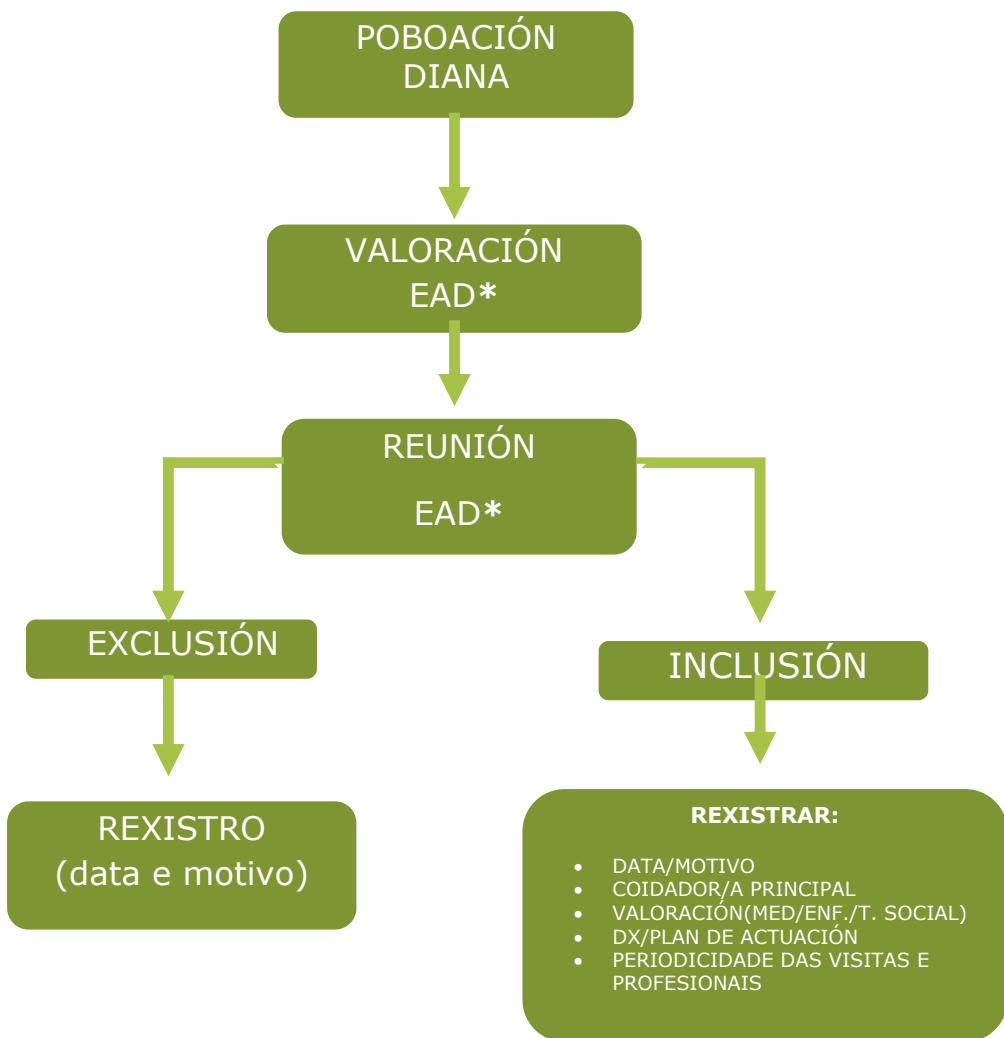 POBOACIÓN
DIANA
VALORACIÓN
EAD*
REUNIÓN
EAD*
EXCLUSIÓN
INCLUSIÓN
REXISTRO
(data e motivo)
REXISTRAR:
• DATA/MOTIVO
• COIDADOR/A PRINCIPAL
• VALORACIÓN(MED/ENF./T. SOCIAL)
• DX/PLAN DE ACTUACIÓN
• PERIODICIDADE DAS VISITAS E
PROFESIONAIS